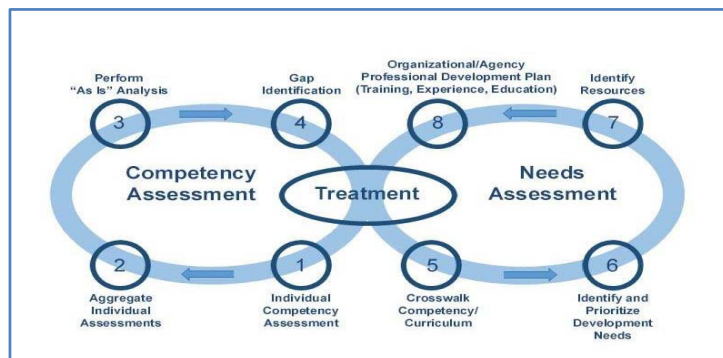 Perform
“As Is” Analysis
Gap
Identification
Organizational/Agency
Professional Development Plan
(Training, Experience, Education)
Identify
Resources
3
4
8
7
Competency
Assessment
Treatment
Needs
Assessment
2
1
5
6
Aggregate
Individual
Assessments
Individual
Competency
Assessment
Crosswalk
Competency/
Curriculum
Identify and
Prioritize
Development
Needs